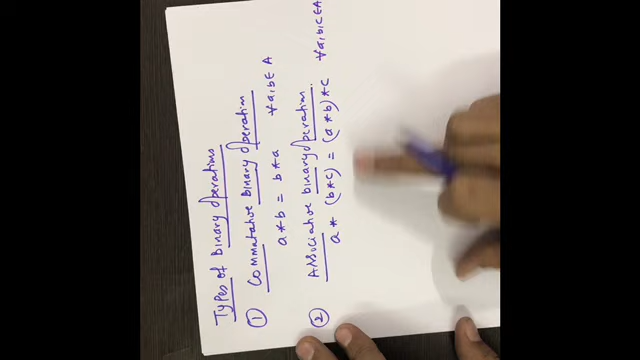 Types of Binary operations
① Commutative binary operation
a * b = b * a ∀ a, b ∈ A
② Associative binary operation.
a * (b * c) = (a * b) * c ∀ a, b, c ∈ A